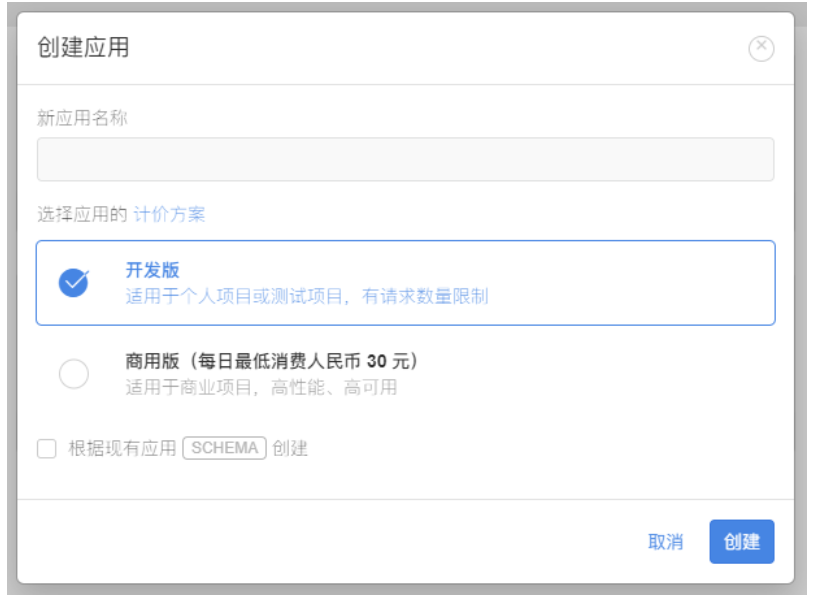 创建应用
新应用名称
选择应用的 计价方案
开发版
适用于个人项目或测试项目，有请求数量限制
商用版（每日最低消费人民币 30 元）
适用于商业项目，高性能、高可用
根据现有应用 SCHEMA 创建
取消 创建